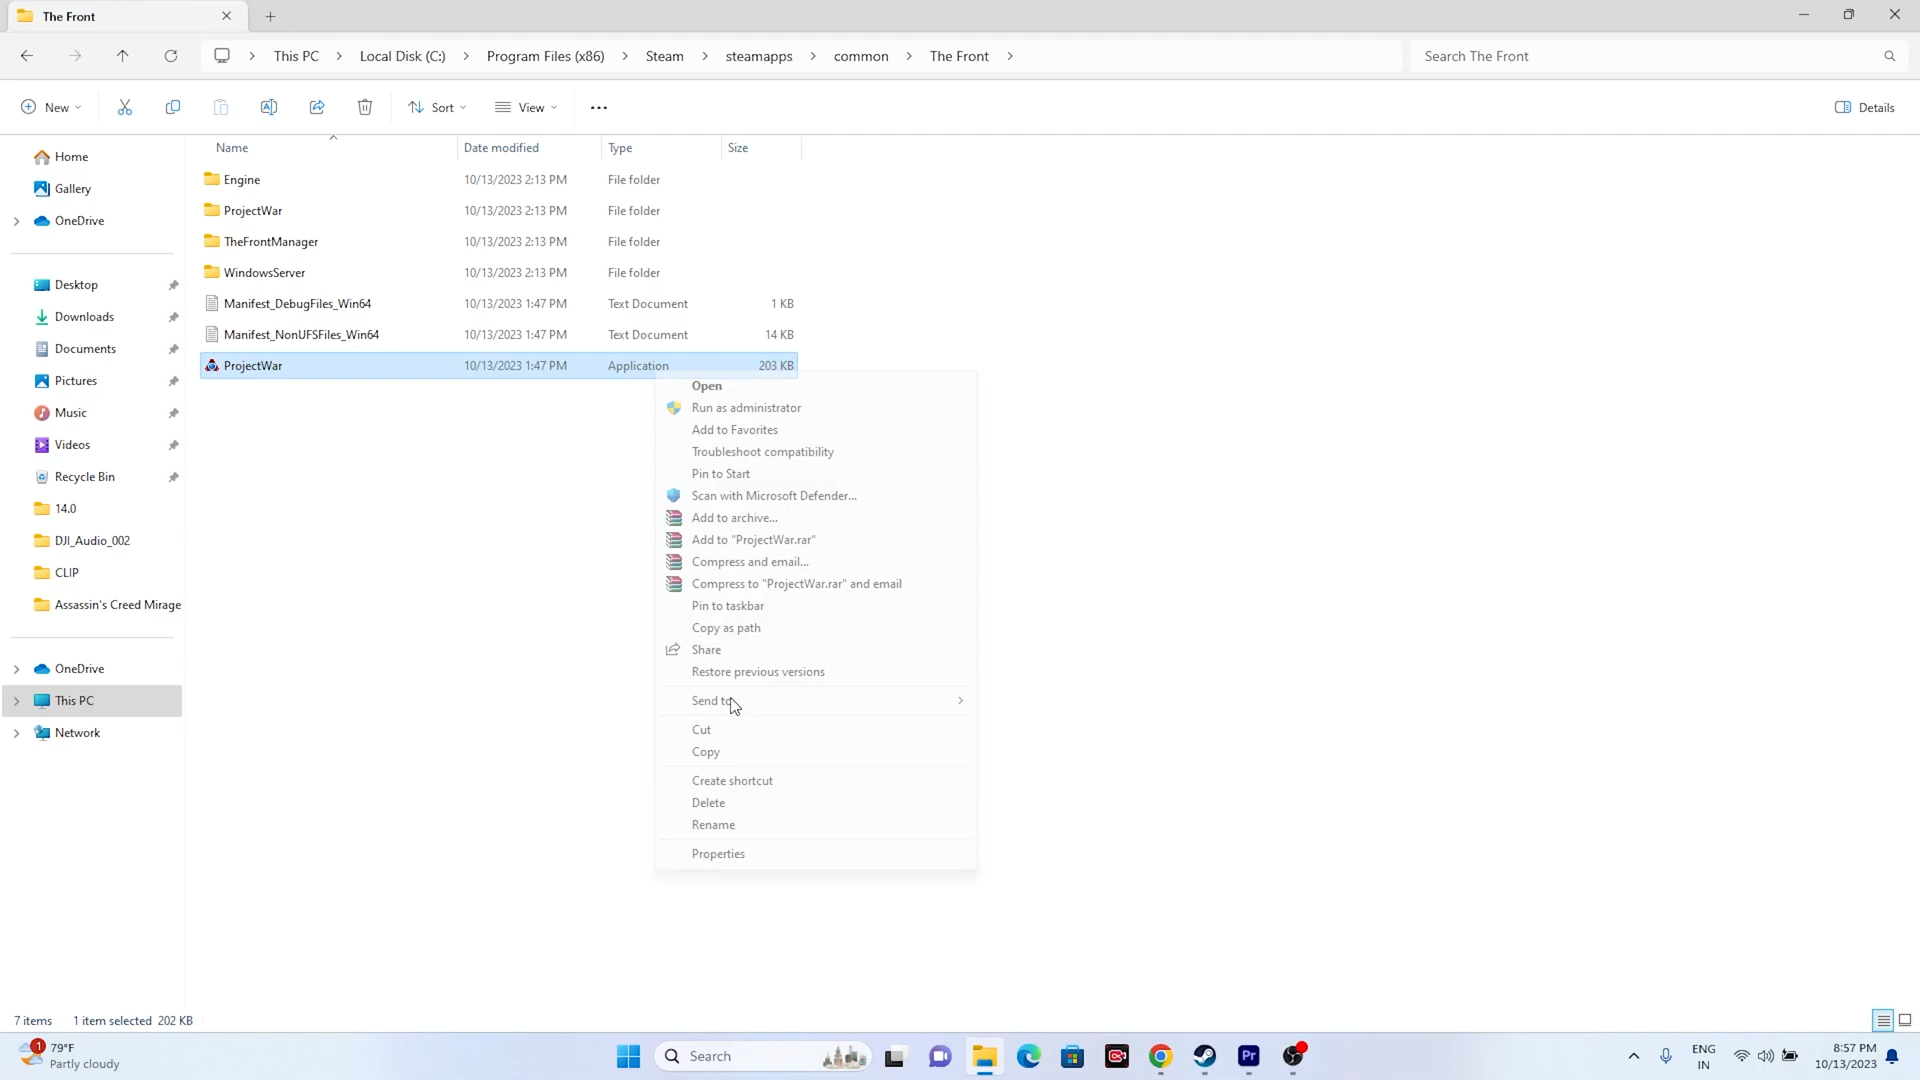 The Front
This PC
Local Disk (C:)
Program Files (x86)
Steam
steamapps
common
The Front
Search The Front
New
Sort
View
Details
Name
Date modified
Type
Size
Home
Gallery
OneDrive
Desktop
Downloads
Documents
Pictures
Music
Videos
Recycle Bin
14.0
DJI_Audio_002
CLIP
Assassin's Creed Mirage
OneDrive
This PC
Network
Engine 10/13/2023 2:13 PM File folder
ProjectWar 10/13/2023 2:13 PM File folder
TheFrontManager 10/13/2023 2:13 PM File folder
WindowsServer 10/13/2023 2:13 PM File folder
Manifest_DebugFiles_Win64 10/13/2023 1:47 PM Text Document 1 KB
Manifest_NonUFSFiles_Win64 10/13/2023 1:47 PM Text Document 14 KB
ProjectWar 10/13/2023 1:47 PM Application 203 KB
Open
Run as administrator
Add to Favorites
Troubleshoot compatibility
Pin to Start
Scan with Microsoft Defender...
Add to archive...
Add to "ProjectWar.rar"
Compress and email...
Compress to "ProjectWar.rar" and email
Pin to taskbar
Copy as path
Share
Restore previous versions
Send to
Cut
Copy
Create shortcut
Delete
Rename
Properties
7 items 1 item selected 202 KB
1
79°F
Partly cloudy
Search
Pr
ENG
IN
8:57 PM
10/13/2023